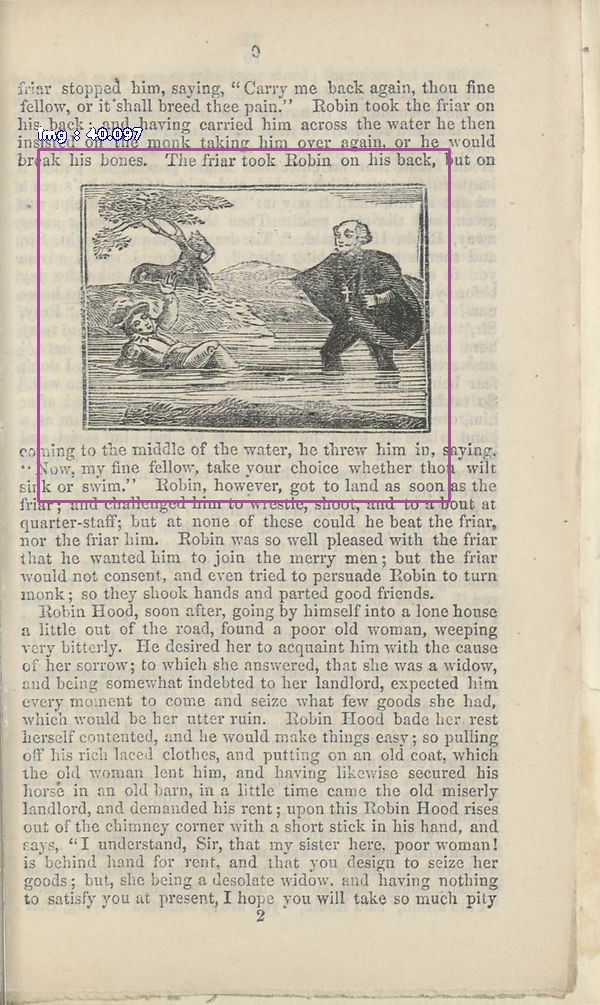 9
friar stopped him, saying, “Carry me back again, thou fine
fellow, or it shall breed thee pain.” Robin took the friar on
his back; and having carried him across the water he then
img : 40.097
insisted on the monk taking him over again, or he would
break his bones. The friar took Robin on his back, but on
coming to the middle of the water, he threw him in, saying,
“Now, my fine fellow, take your choice whether thou wilt
sink or swim.” Robin, however, got to land as soon as the
friar; and challenged him to wrestle, shoot, and to a bout at
quarter-staff; but at none of these could he beat the friar,
nor the friar him. Robin was so well pleased with the friar
that he wanted him to join the merry men; but the friar
would not consent, and even tried to persuade Robin to turn
monk; so they shook hands and parted good friends.
Robin Hood, soon after, going by himself into a lone house
a little out of the road, found a poor old woman, weeping
very bitterly. He desired her to acquaint him with the cause
of her sorrow; to which she answered, that she was a widow,
and being somewhat indebted to her landlord, expected him
every moment to come and seize what few goods she had,
which would be her utter ruin. Robin Hood bade her rest
herself contented, and he would make things easy; so pulling
off his rich laced clothes, and putting on an old coat, which
the old woman lent him, and having likewise secured his
horse in an old barn, in a little time came the old miserly
landlord, and demanded his rent; upon this Robin Hood rises
out of the chimney corner with a short stick in his hand, and
says, “I understand, Sir, that my sister here, poor woman!
is behind hand for rent, and that you design to seize her
goods; but, she being a desolate widow, and having nothing
to satisfy you at present, I hope you will take so much pity
2